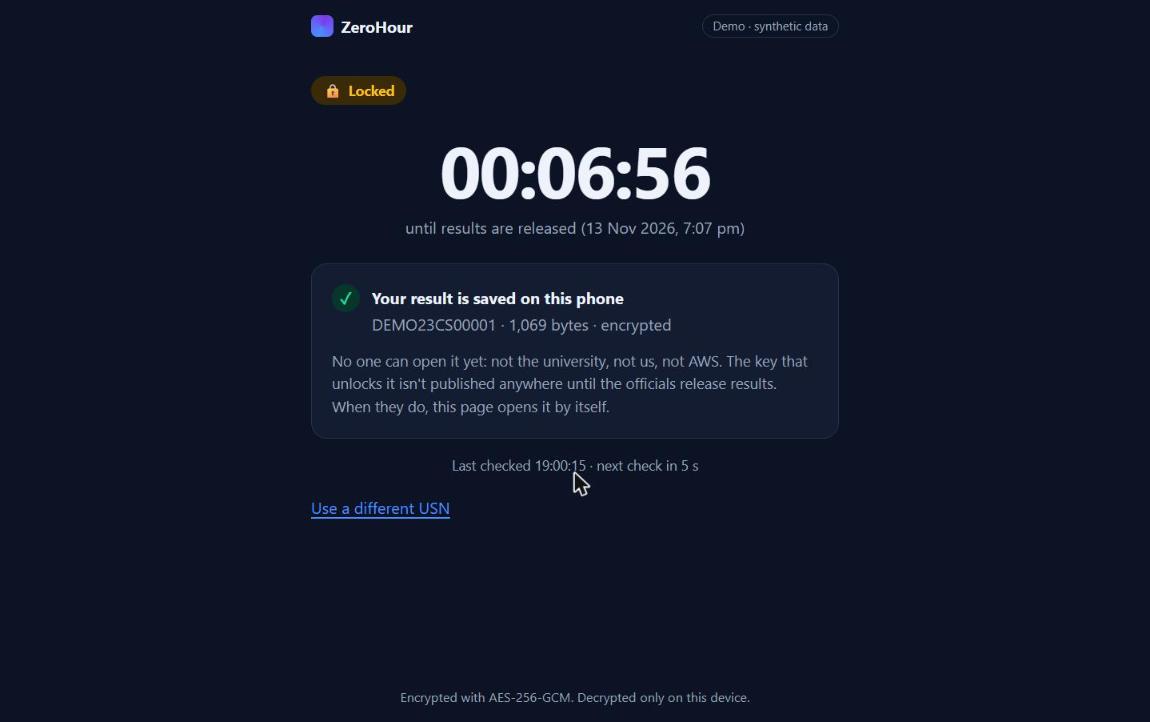 ZeroHour
Demo · synthetic data
Locked
00:06:56
until results are released (13 Nov 2026, 7:07 pm)
Your result is saved on this phone
DEMO23CS00001 · 1,069 bytes · encrypted
No one can open it yet: not the university, not us, not AWS. The key that
unlocks it isn't published anywhere until the officials release results.
When they do, this page opens it by itself.
Last checked 19:00:15 · next check in 5 s
Use a different USN
Encrypted with AES-256-GCM. Decrypted only on this device.